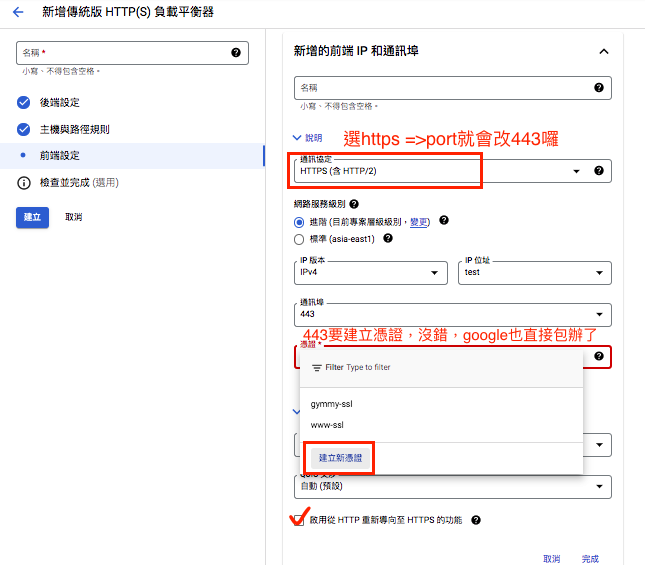 新增傳統版 HTTP(S) 負載平衡器
名稱 *
小寫、不得包含空格。
後端設定
主機與路徑規則
前端設定
檢查並完成 (選用)
建立
取消
新增的前端 IP 和通訊埠
名稱
小寫、不得包含空格。
說明
選https =>port就會改443囉
通訊協定
HTTPS (含 HTTP/2)
網路服務級別
進階 (目前專案層級級別，變更)
標準 (asia-east1)
IP 版本
IPv4
IP 位址
test
通訊埠
443
443要建立憑證，沒錯，google也直接包辦了
憑證 *
Filter Type to filter
gymmy-ssl
www-ssl
建立新憑證
自動 (預設)
啟用從 HTTP 重新導向至 HTTPS 的功能
取消
完成